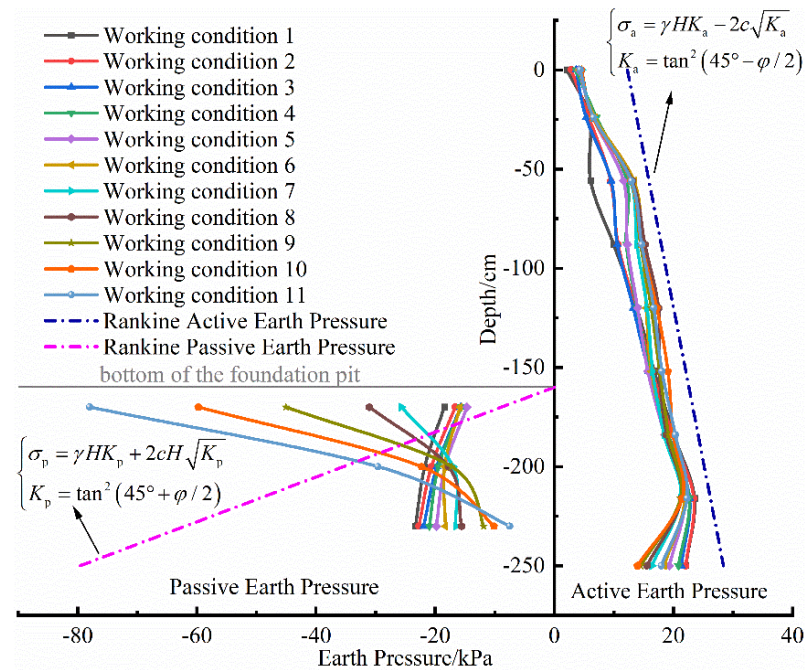 Working condition 1
Working condition 2
Working condition 3
Working condition 4
Working condition 5
Working condition 6
Working condition 7
Working condition 8
Working condition 9
Working condition 10
Working condition 11
Rankine Active Earth Pressure
Rankine Passive Earth Pressure
bottom of the foundation pit
σa = γHKa − 2c√Ka
Ka = tan²(45° − φ/2)
σp = γHKp + 2cH√Kp
Kp = tan²(45° + φ/2)
Depth/cm
0
-50
-100
-150
-200
-250
Passive Earth Pressure
Active Earth Pressure
-80
-60
-40
-20
0
20
40
Earth Pressure/kPa